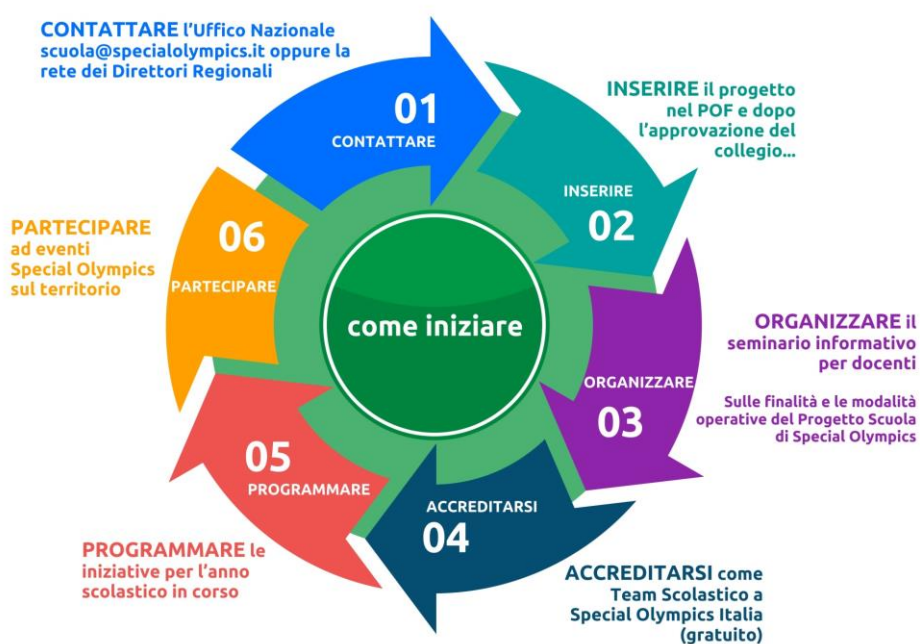 CONTATTARE l'Uffico Nazionale
scuola@specialolympics.it oppure la
rete dei Direttori Regionali
01
CONTATTARE
INSERIRE il progetto
nel POF e dopo
l'approvazione del
collegio...
INSERIRE
02
ORGANIZZARE il
seminario informativo
per docenti
Sulle finalità e le modalità
operative del Progetto Scuola
di Special Olympics
ORGANIZZARE
03
ACCREDITARSI
04
ACCREDITARSI come
Team Scolastico a
Special Olympics Italia
(gratuito)
05
PROGRAMMARE
PROGRAMMARE le
iniziative per l'anno
scolastico in corso
06
PARTECIPARE
PARTECIPARE
ad eventi
Special Olympics
sul territorio
come iniziare